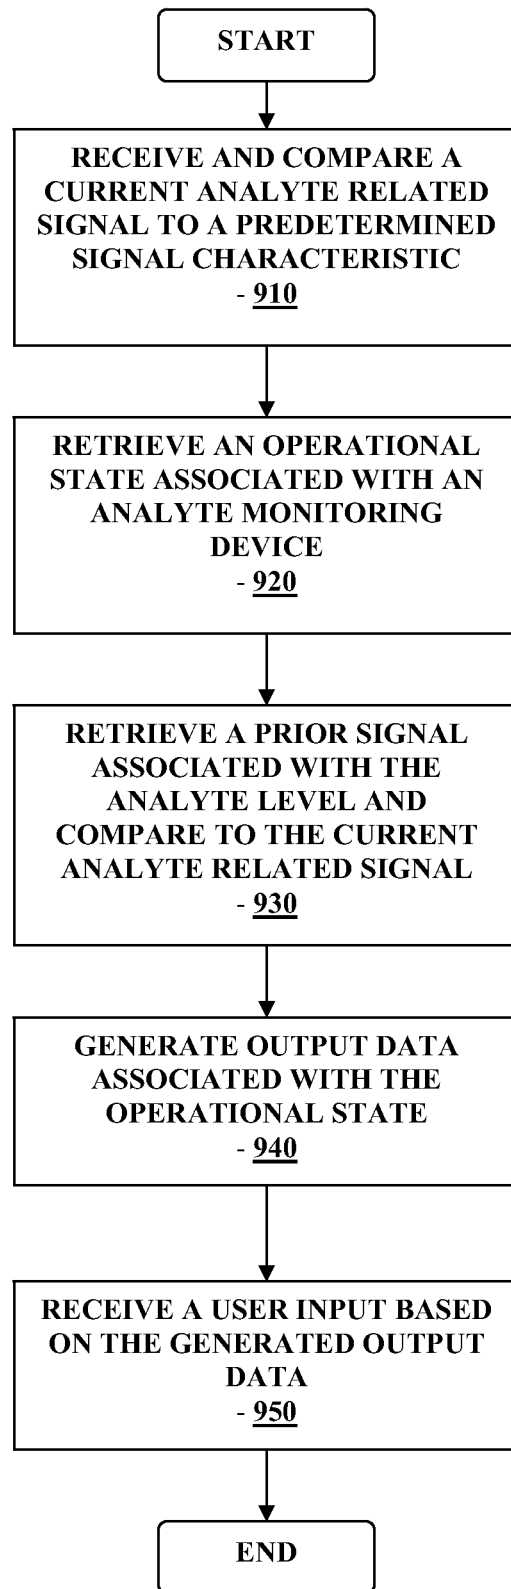 START
RECEIVE AND COMPARE A
CURRENT ANALYTE RELATED
SIGNAL TO A PREDETERMINED
SIGNAL CHARACTERISTIC
- 910
RETRIEVE AN OPERATIONAL
STATE ASSOCIATED WITH AN
ANALYTE MONITORING
DEVICE
- 920
RETRIEVE A PRIOR SIGNAL
ASSOCIATED WITH THE
ANALYTE LEVEL AND
COMPARE TO THE CURRENT
ANALYTE RELATED SIGNAL
- 930
GENERATE OUTPUT DATA
ASSOCIATED WITH THE
OPERATIONAL STATE
- 940
RECEIVE A USER INPUT BASED
ON THE GENERATED OUTPUT
DATA
- 950
END